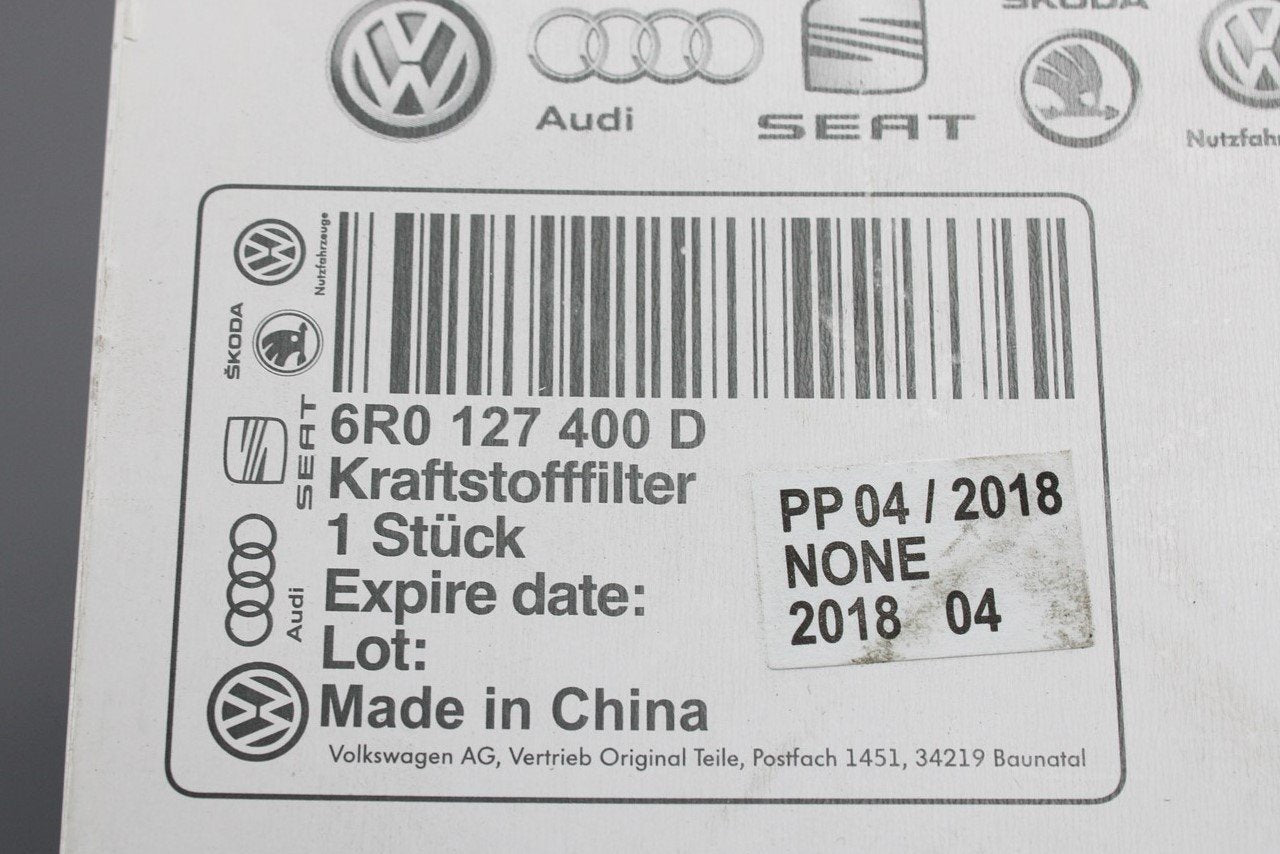 ŠKODA
Audi
SEAT
Nutzfahr
Nutzfahrzeuge
ŠKODA
SEAT
Audi
6R0 127 400 D
Kraftstofffilter
1 Stück
Expire date:
Lot:
Made in China
PP 04 / 2018
NONE
2018 04
Volkswagen AG, Vertrieb Original Teile, Postfach 1451, 34219 Baunatal